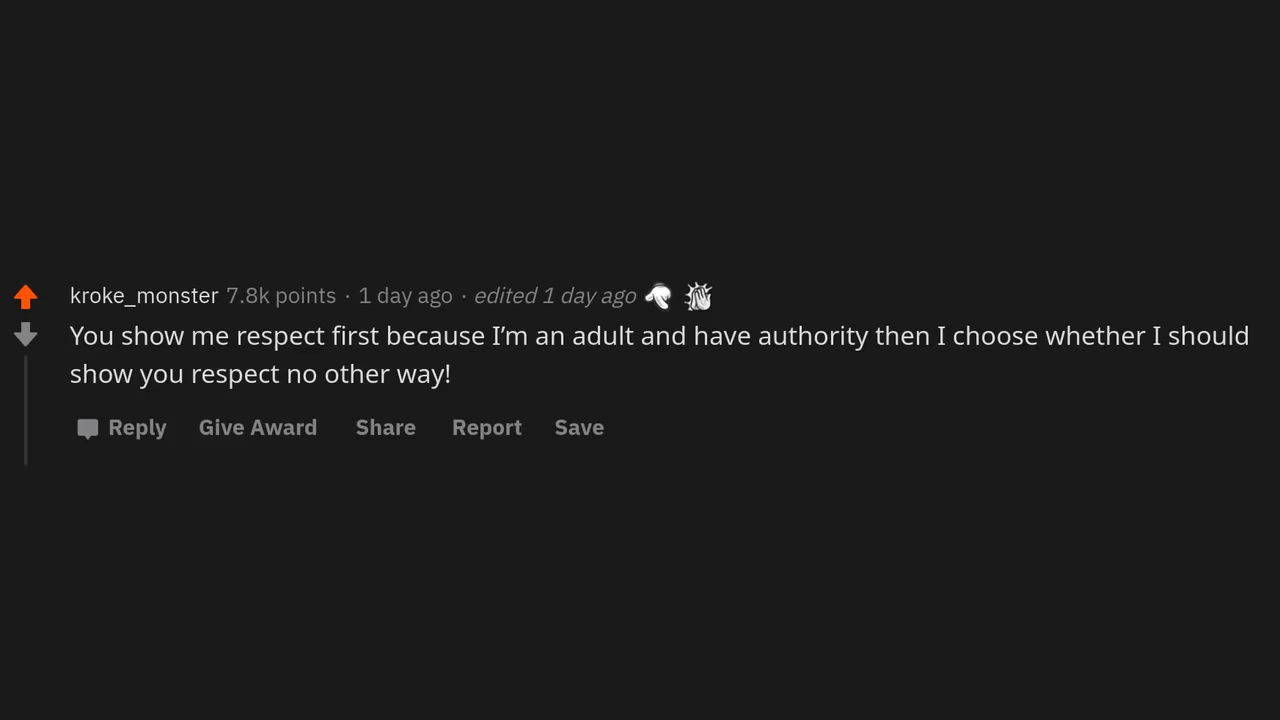 kroke_monster 7.8k points · 1 day ago · edited 1 day ago
You show me respect first because I’m an adult and have authority then I choose whether I should
show you respect no other way!
Reply Give Award Share Report Save